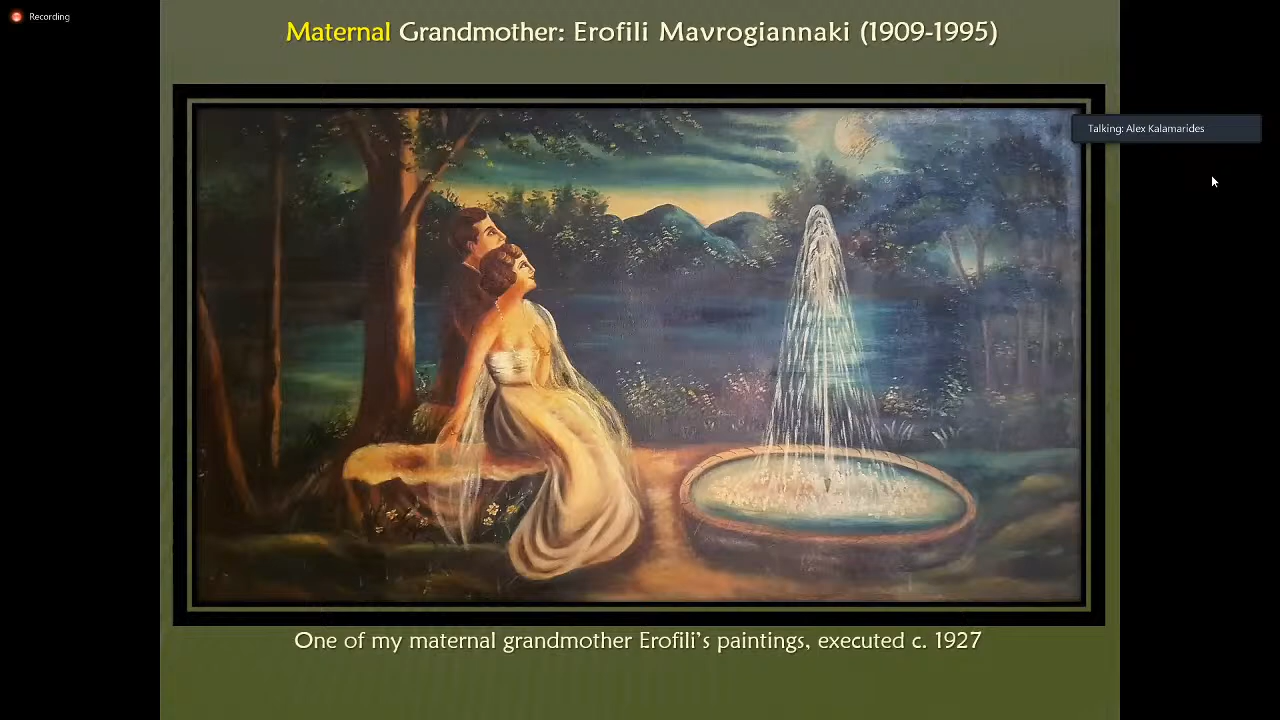 Recording
Maternal Grandmother: Erofili Mavrogiannaki (1909-1995)
Talking: Alex Kalamarides
One of my maternal grandmother Erofili’s paintings, executed c. 1927